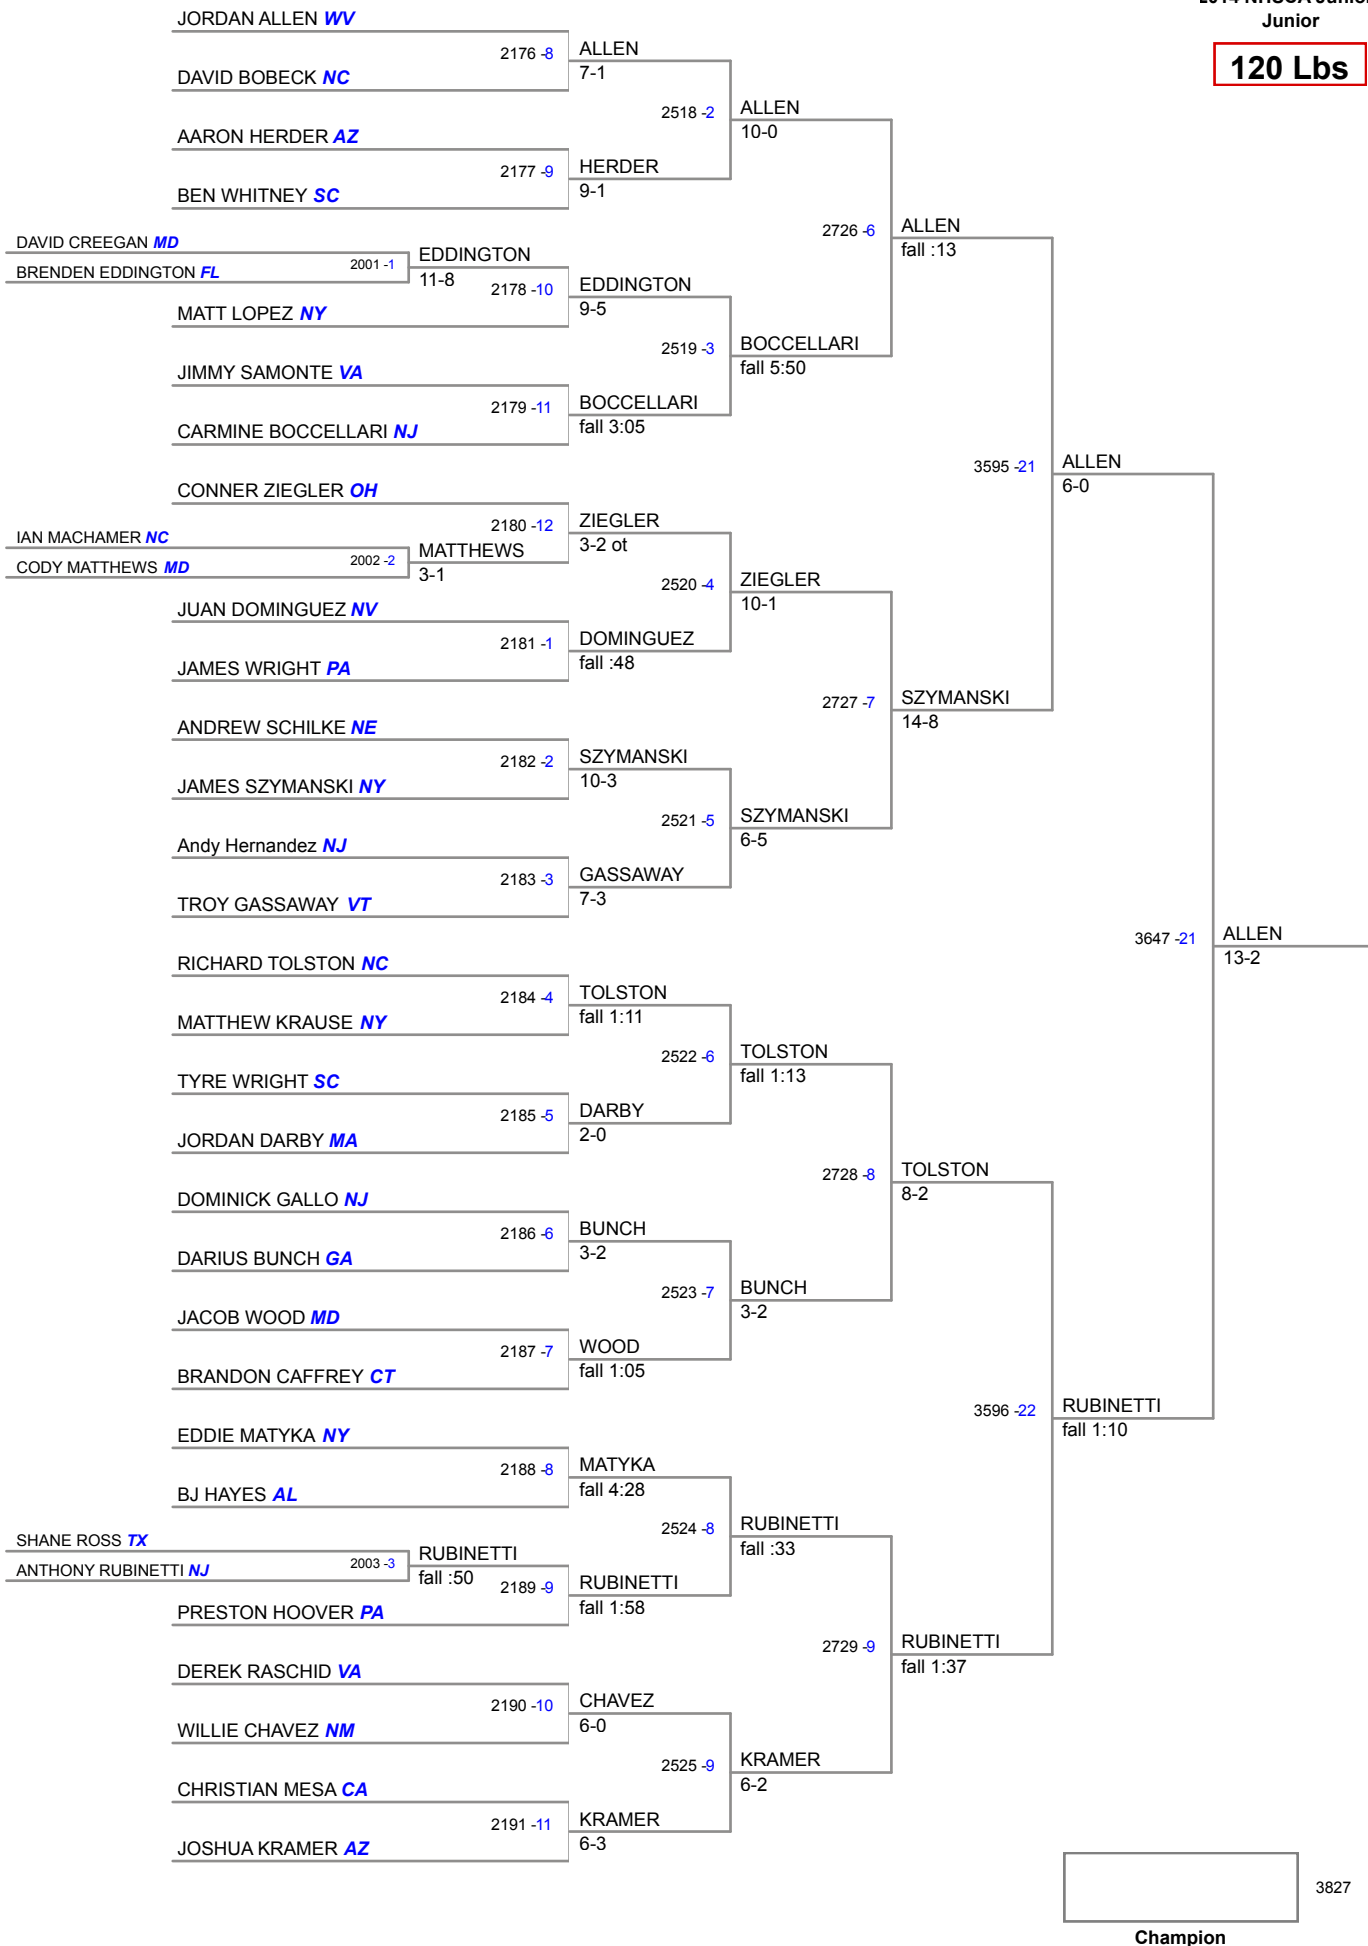 2014 NHSCA Junior
Junior
120 Lbs
JORDAN ALLEN WV
2176 -8
ALLEN
7-1
DAVID BOBECK NC
2518 -2
ALLEN
10-0
AARON HERDER AZ
2177 -9
HERDER
9-1
BEN WHITNEY SC
2726 -6
ALLEN
fall :13
DAVID CREEGAN MD
2001 -1
EDDINGTON
11-8
BRENDEN EDDINGTON FL
2178 -10
EDDINGTON
9-5
MATT LOPEZ NY
2519 -3
BOCCELLARI
fall 5:50
JIMMY SAMONTE VA
2179 -11
BOCCELLARI
fall 3:05
CARMINE BOCCELLARI NJ
3595 -21
ALLEN
6-0
CONNER ZIEGLER OH
2180 -12
ZIEGLER
3-2 ot
IAN MACHAMER NC
2002 -2
MATTHEWS
3-1
CODY MATTHEWS MD
2520 -4
ZIEGLER
10-1
JUAN DOMINGUEZ NV
2181 -1
DOMINGUEZ
fall :48
JAMES WRIGHT PA
2727 -7
SZYMANSKI
14-8
ANDREW SCHILKE NE
2182 -2
SZYMANSKI
10-3
JAMES SZYMANSKI NY
2521 -5
SZYMANSKI
6-5
Andy Hernandez NJ
2183 -3
GASSAWAY
7-3
TROY GASSAWAY VT
3647 -21
ALLEN
13-2
RICHARD TOLSTON NC
2184 -4
TOLSTON
fall 1:11
MATTHEW KRAUSE NY
2522 -6
TOLSTON
fall 1:13
TYRE WRIGHT SC
2185 -5
DARBY
2-0
JORDAN DARBY MA
2728 -8
TOLSTON
8-2
DOMINICK GALLO NJ
2186 -6
BUNCH
3-2
DARIUS BUNCH GA
2523 -7
BUNCH
3-2
JACOB WOOD MD
2187 -7
WOOD
fall 1:05
BRANDON CAFFREY CT
3596 -22
RUBINETTI
fall 1:10
EDDIE MATYKA NY
2188 -8
MATYKA
fall 4:28
BJ HAYES AL
2524 -8
RUBINETTI
fall :33
SHANE ROSS TX
2003 -3
RUBINETTI
fall :50
ANTHONY RUBINETTI NJ
2189 -9
RUBINETTI
fall 1:58
PRESTON HOOVER PA
2729 -9
RUBINETTI
fall 1:37
DEREK RASCHID VA
2190 -10
CHAVEZ
6-0
WILLIE CHAVEZ NM
2525 -9
KRAMER
6-2
CHRISTIAN MESA CA
2191 -11
KRAMER
6-3
JOSHUA KRAMER AZ
3827
Champion